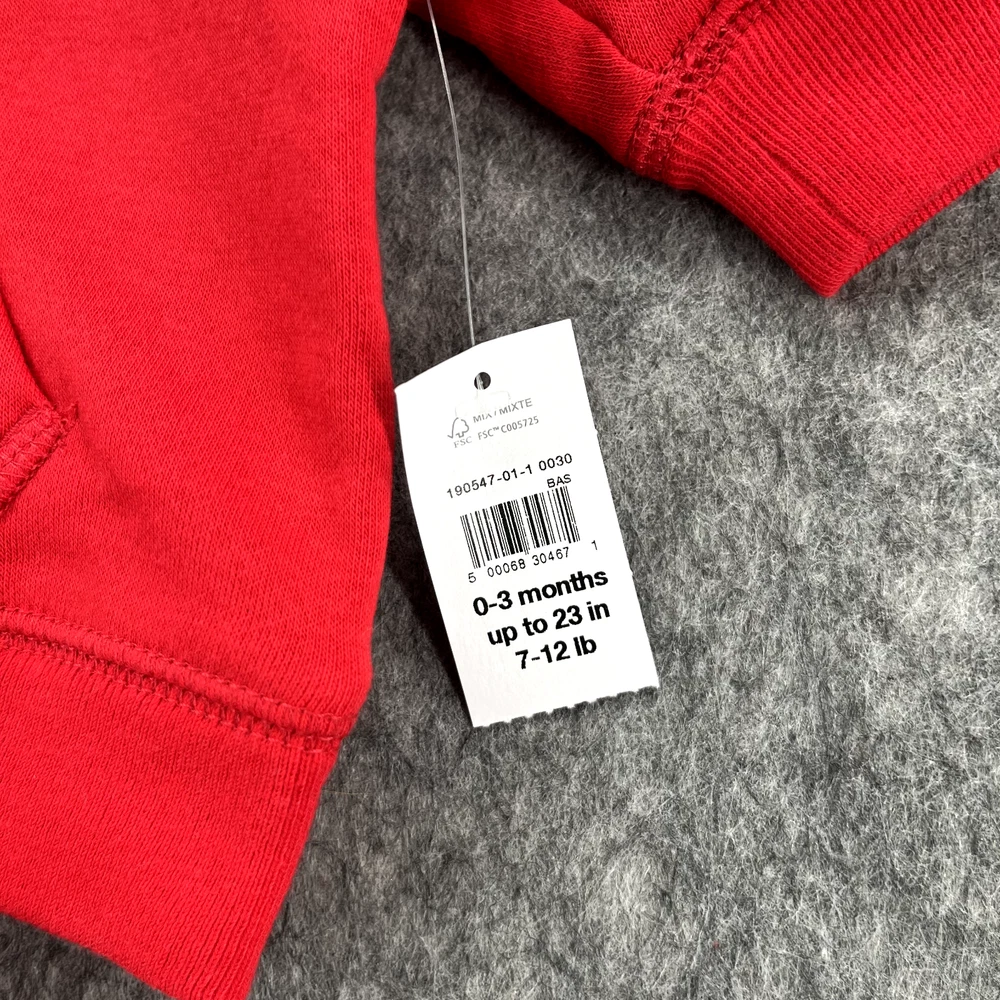 MIX / MIXTE
FSC FSC™ C005725
190547-01-1 0030
BAS
5 00068 30467 1
0-3 months
up to 23 in
7-12 lb